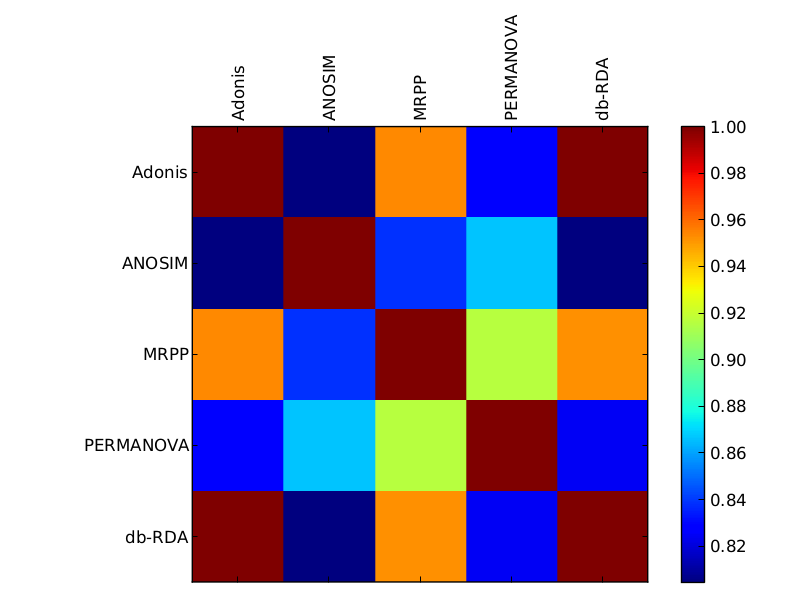 Adonis
ANOSIM
MRPP
PERMANOVA
db-RDA
Adonis
ANOSIM
MRPP
PERMANOVA
db-RDA
1.00
0.98
0.96
0.94
0.92
0.90
0.88
0.86
0.84
0.82